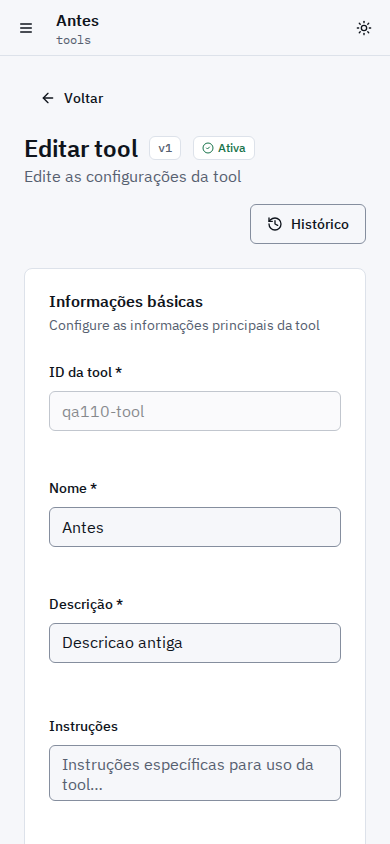 Antes
tools
Voltar
Editar tool v1 Ativa
Edite as configurações da tool
Histórico
Informações básicas
Configure as informações principais da tool
ID da tool *
qa110-tool
Nome *
Antes
Descrição *
Descricao antiga
Instruções
Instruções específicas para uso da
tool...